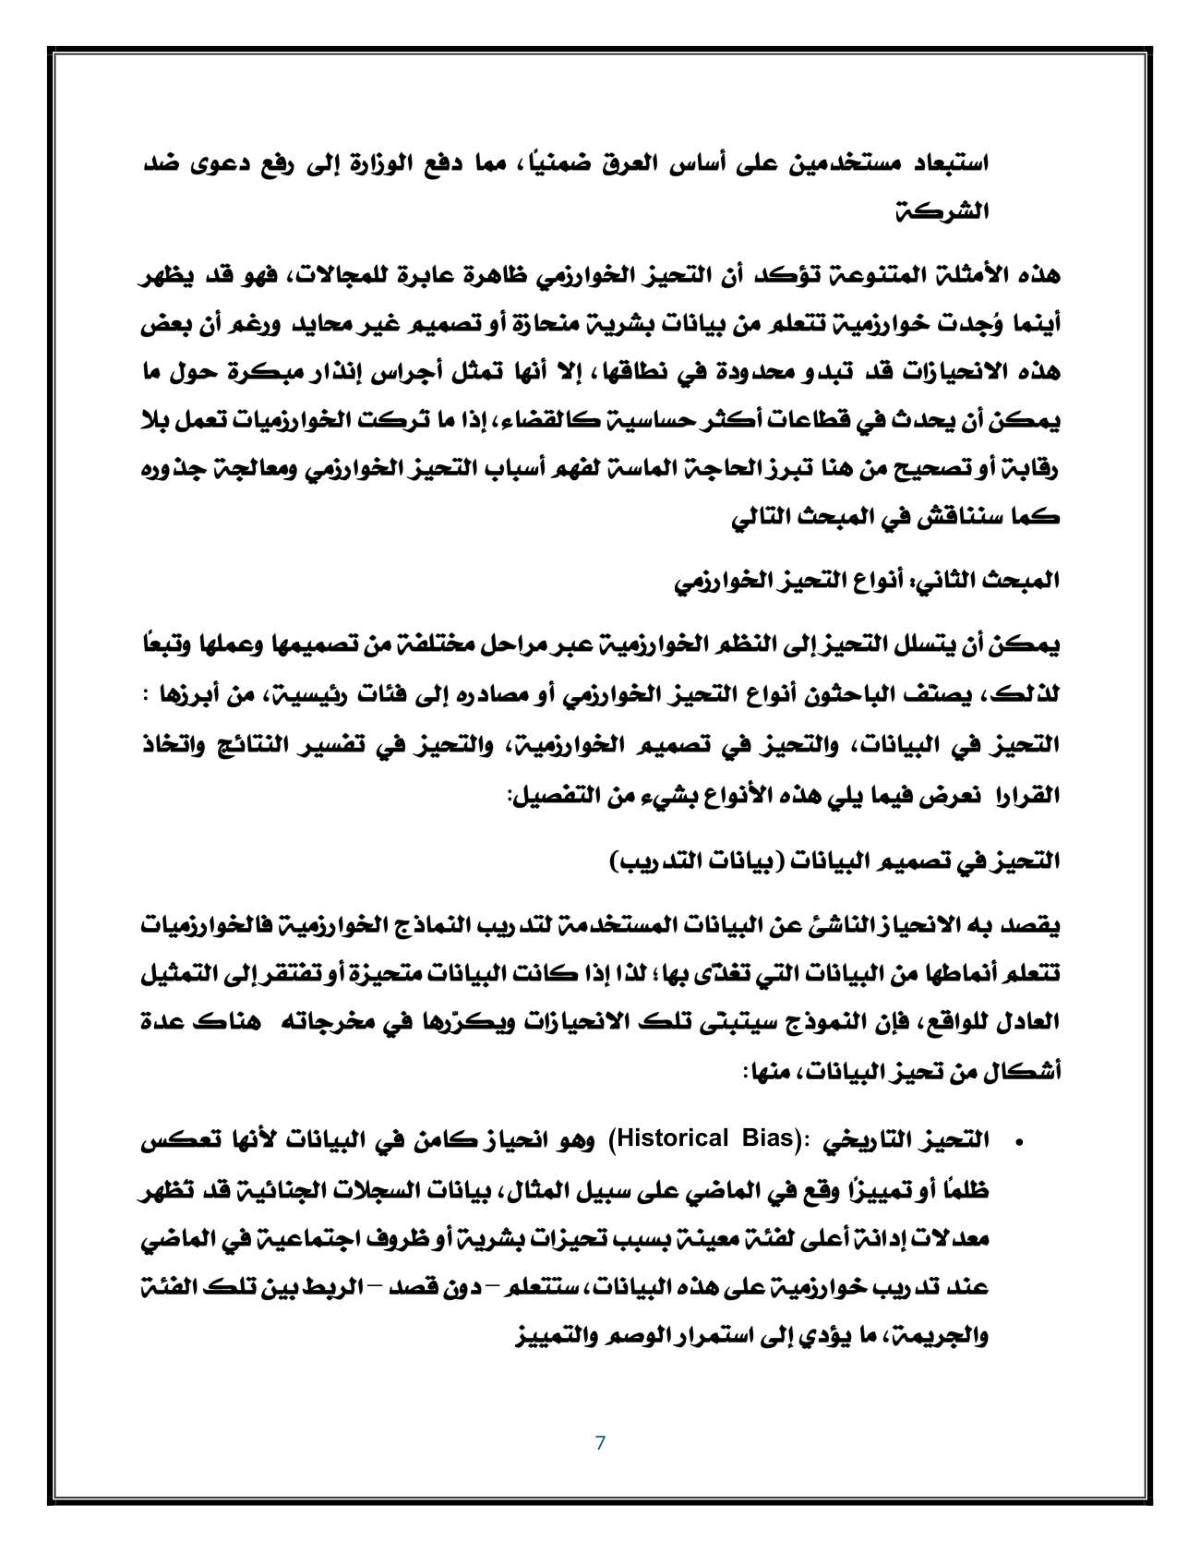 استبعاد مستخدمين على أساس العرق ضمنيًا، مما دفع الوزارة إلى رفع دعوى ضد
الشركة
هذه الأمثلة المتنوعة تؤكد أن التحيز الخوارزمي ظاهرة عابرة للمجالات، فهو قد يظهر
أينما وُجدت خوارزمية تتعلم من بيانات بشرية منحازة أو تصميم غير محايد ورغم أن بعض
هذه الانحيازات قد تبدو محدودة في نطاقها، إلا أنها تمثل أجراس إنذار مبكرة حول ما
يمكن أن يحدث في قطاعات أكثر حساسية كالقضاء، إذا ما تركت الخوارزميات تعمل بلا
رقابة أو تصحيح من هنا تبرز الحاجة الماسة لفهم أسباب التحيز الخوارزمي ومعالجة جذوره
كما سنناقش في المبحث التالي
المبحث الثاني: أنواع التحيز الخوارزمي
يمكن أن يتسلل التحيز إلى النظم الخوارزمية عبر مراحل مختلفة من تصميمها وعملها وتبعًا
لذلك، يصنّف الباحثون أنواع التحيز الخوارزمي أو مصادره إلى فئات رئيسية، من أبرزها :
التحيز في البيانات، والتحيز في تصميم الخوارزمية، والتحيز في تفسير النتائج واتخاذ
القرارا نعرض فيما يلي هذه الأنواع بشيء من التفصيل:
التحيز في تصميم البيانات (بيانات التدريب)
يقصد به الانحياز الناشئ عن البيانات المستخدمة لتدريب النماذج الخوارزمية فالخوارزميات
تتعلم أنماطها من البيانات التي تغذّى بها؛ لذا إذا كانت البيانات متحيزة أو تفتقر إلى التمثيل
العادل للواقع، فإن النموذج سيتبنّى تلك الانحيازات ويكرّرها في مخرجاته هناك عدة
أشكال من تحيز البيانات، منها:
• التحيز التاريخي :(Historical Bias) وهو انحياز كامن في البيانات لأنها تعكس
ظلمًا أو تمييزًا وقع في الماضي على سبيل المثال، بيانات السجلات الجنائية قد تظهر
معدلات إدانة أعلى لفئة معينة بسبب تحيزات بشرية أو ظروف اجتماعية في الماضي
عند تدريب خوارزمية على هذه البيانات، ستتعلم –دون قصد –الربط بين تلك الفئة
والجريمة، ما يؤدي إلى استمرار الوصم والتمييز
7